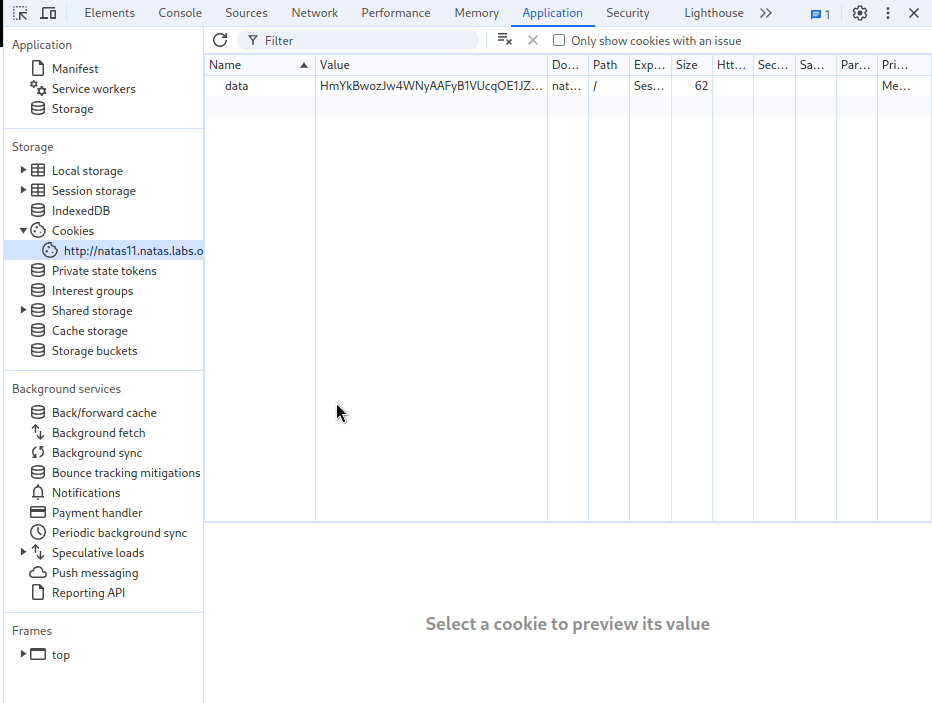 Elements Console Sources Network Performance Memory Application Security Lighthouse 1
Application
Manifest
Service workers
Storage
Storage
Local storage
Session storage
IndexedDB
Cookies
http://natas11.natas.labs.o
Private state tokens
Interest groups
Shared storage
Cache storage
Storage buckets
Background services
Back/forward cache
Background fetch
Background sync
Bounce tracking mitigations
Notifications
Payment handler
Periodic background sync
Speculative loads
Push messaging
Reporting API
Frames
top
Filter Only show cookies with an issue
Name Value Do... Path Exp... Size Htt... Sec... Sa... Par... Pri...
data HmYkBwozJw4WNyAAFyB1VUcqOE1JZ... nat... / Ses... 62 Me...
Select a cookie to preview its value